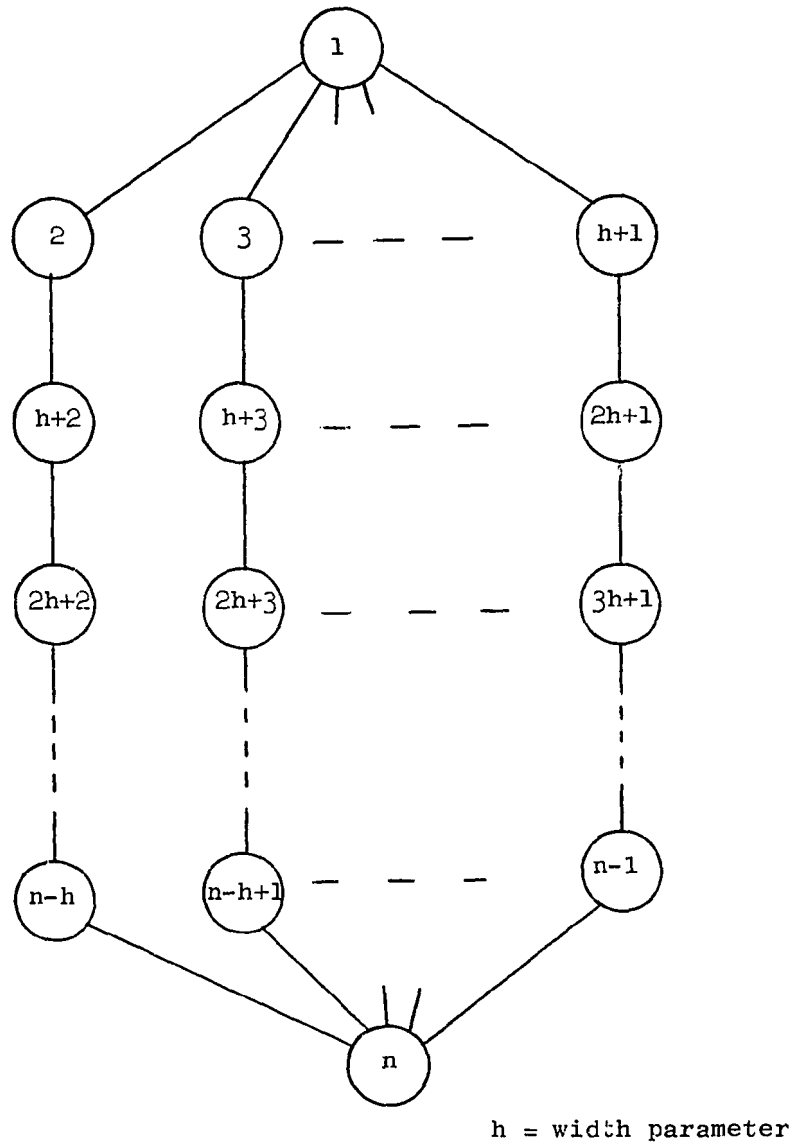 1
2 3 h+1
h+2 h+3 2h+1
2h+2 2h+3 3h+1
n-h n-h+1 n-1
n
h = width parameter